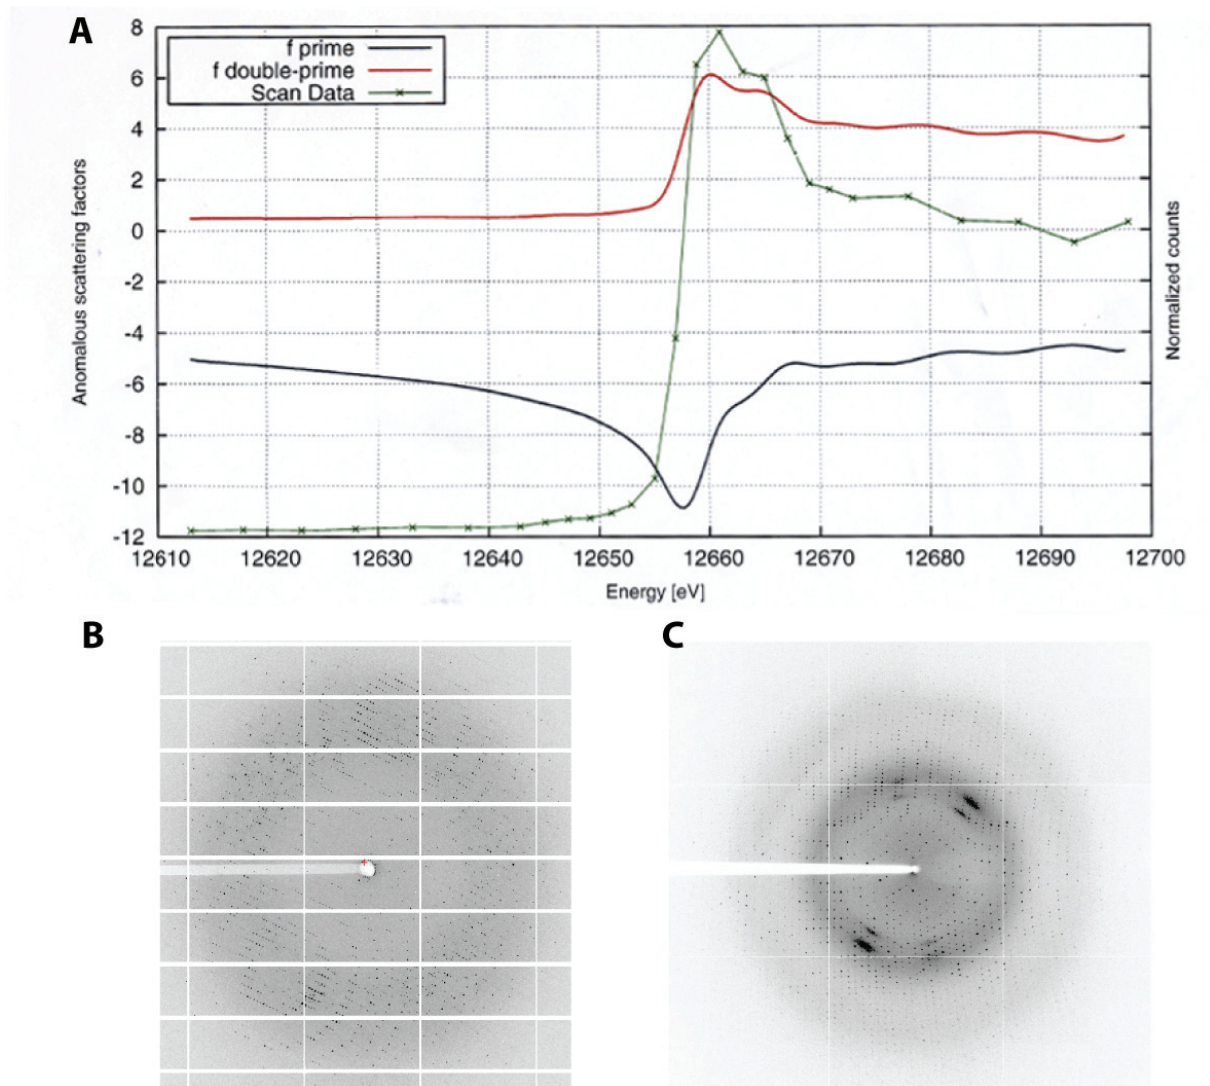 A
f prime
f double-prime
Scan Data
8
6
4
2
0
-2
-4
-6
-8
-10
-12
Anomalous scattering factors
Normalized counts
12610 12620 12630 12640 12650 12660 12670 12680 12690 12700
Energy [eV]
B C